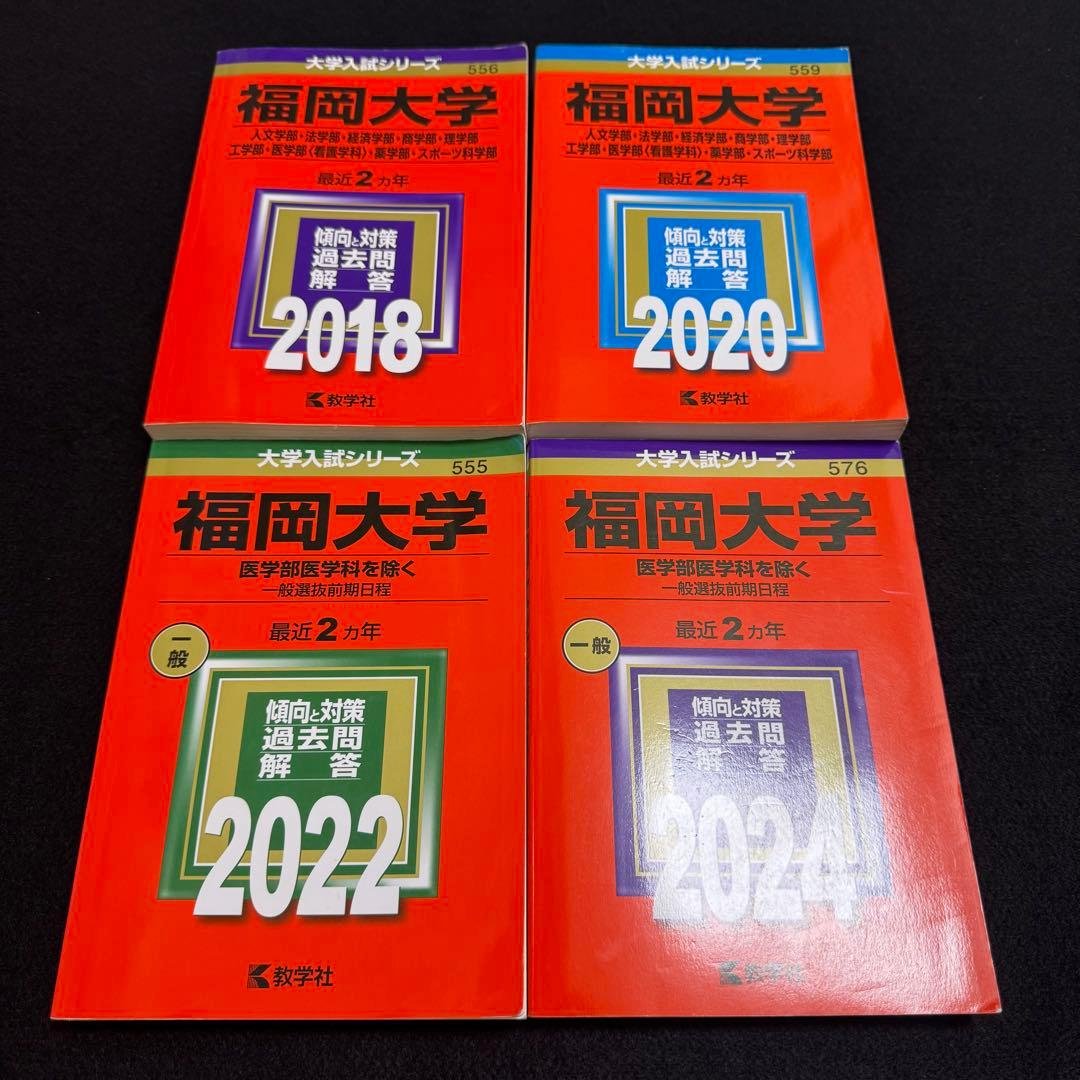 大学入試シリーズ
556
福岡大学
人文学部・法学部・経済学部・商学部・理学部
工学部・医学部〈看護学科〉・薬学部・スポーツ科学部
最近2カ年
傾向と対策
過去問
解答
2018
教学社
大学入試シリーズ
559
福岡大学
人文学部・法学部・経済学部・商学部・理学部
工学部・医学部〈看護学科〉・薬学部・スポーツ科学部
最近2カ年
傾向と対策
過去問
解答
2020
教学社
大学入試シリーズ
555
福岡大学
医学部医学科を除く
一般選抜前期日程
最近2カ年
一般
傾向と対策
過去問
解答
2022
教学社
大学入試シリーズ
576
福岡大学
医学部医学科を除く
一般選抜前期日程
最近2カ年
一般
傾向と対策
過去問
解答
2024
教学社